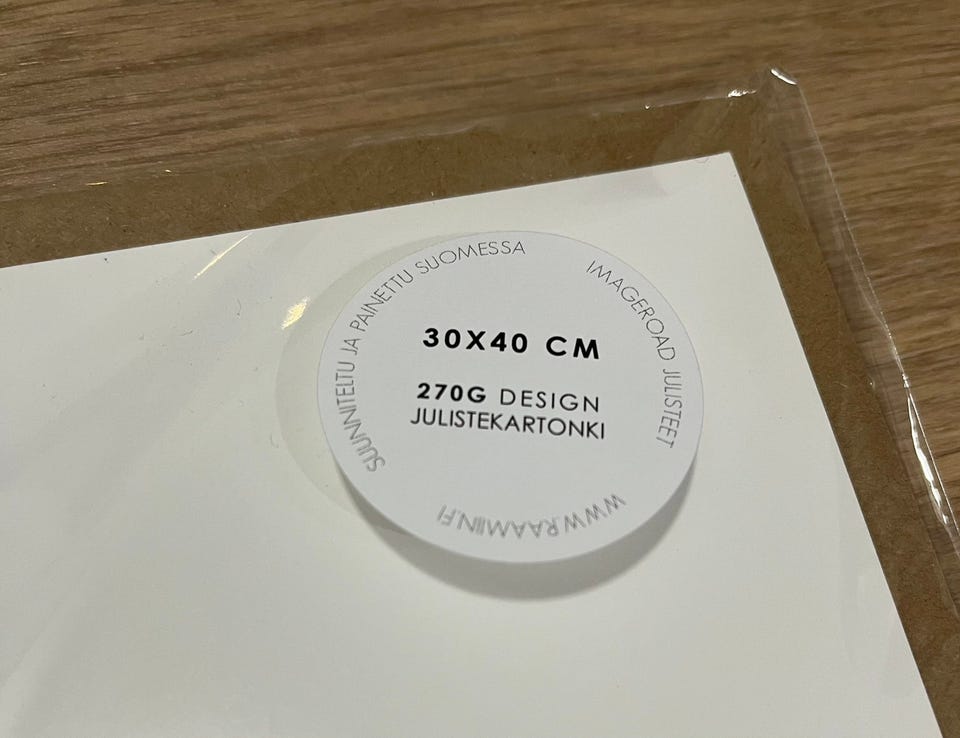 SUUNNITELTU JA PAINETTU SUOMESSA
IMAGEROAD JULISTEET
30X40 CM
270G DESIGN
JULISTEKARTONKI
WWW.RAAMIIN.FI